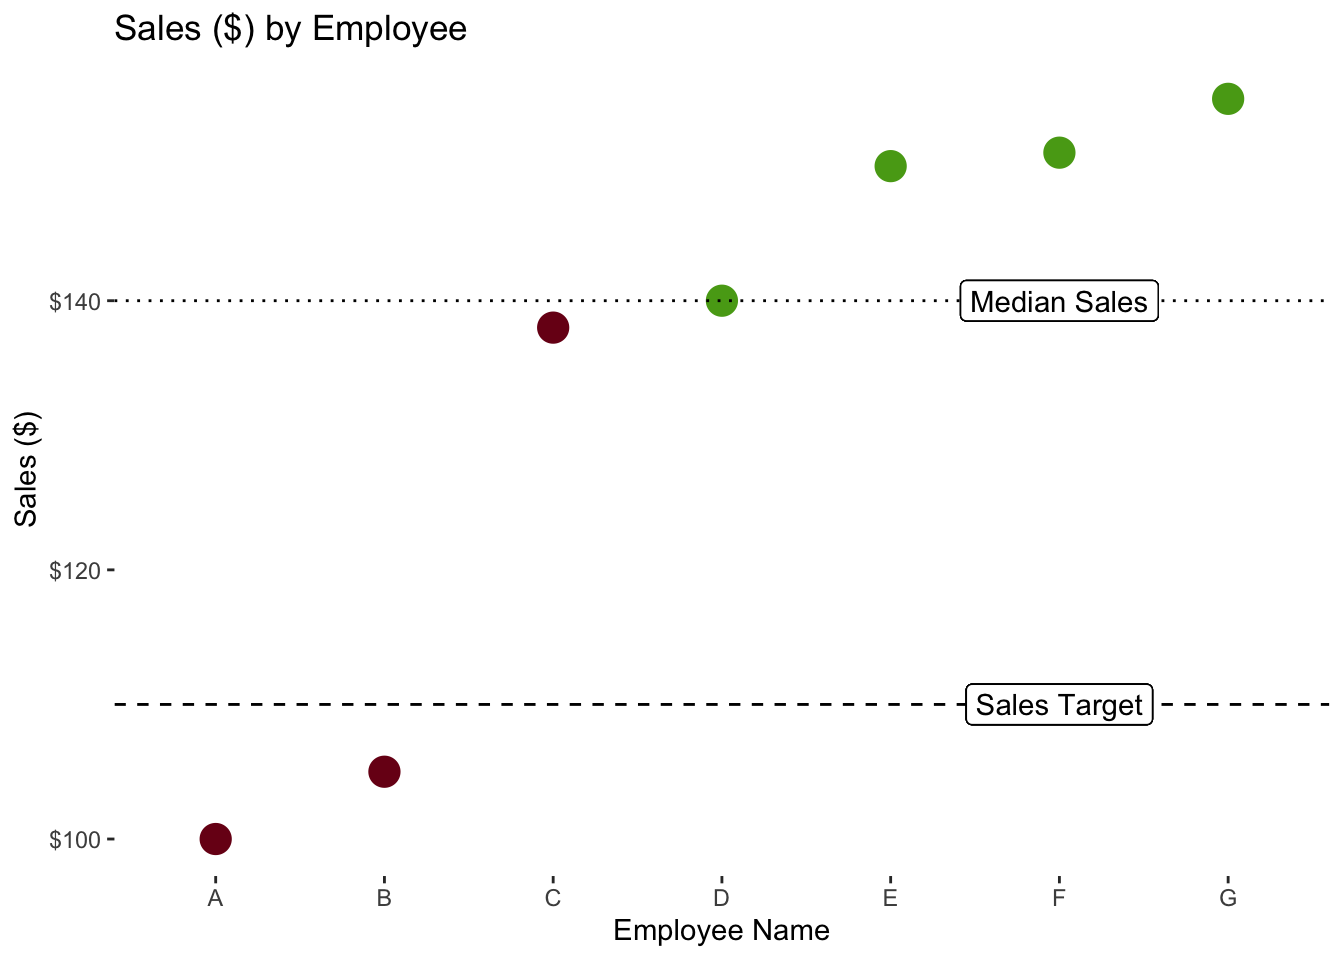 Sales ($) by Employee
Sales ($)
$140
Median Sales
$120
Sales Target
$100
A B C D E F G
Employee Name